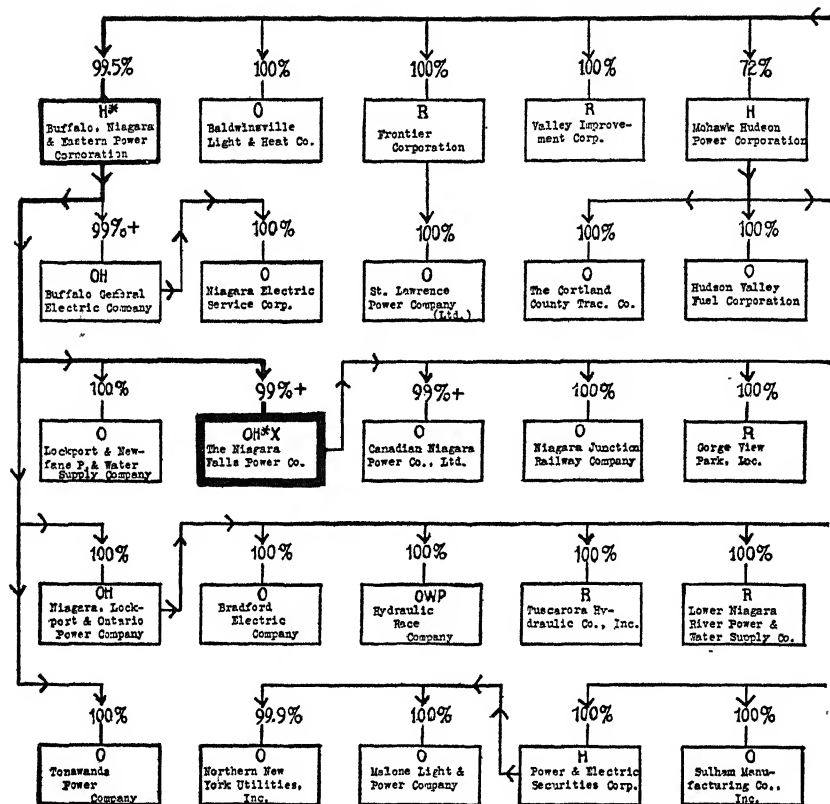 99.5% 100% 100% 100% 72%
H*
Buffalo, Niagara
& Eastern Power
Corporation
O
Baldwinsville
Light & Heat Co.
R
Frontier
Corporation
R
Valley Improve-
ment Corp.
H
Mohawk Hudson
Power Corporation
99%+ 100% 100% 100% 100%
OH
Buffalo General
Electric Company
O
Niagara Electric
Service Corp.
O
St. Lawrence
Power Company
(Ltd.)
O
The Cortland
County Trac. Co.
O
Hudson Valley
Fuel Corporation
100% 99%+ 99%+ 100% 100%
O
Lockport & New-
fane P. & Water
Supply Company
OH*X
The Niagara
Falls Power Co.
O
Canadian Niagara
Power Co., Ltd.
O
Niagara Junction
Railway Company
R
Gorge View
Park, Inc.
100% 100% 100% 100% 100%
OH
Niagara, Lock-
port & Ontario
Power Company
O
Bradford
Electric
Company
OWP
Hydraulic
Race
Company
R
Tuscarora Hy-
draulic Co., Inc.
R
Lower Niagara
River Power &
Water Supply Co.
100% 99.9% 100% 100% 100%
O
Tonawanda
Power
Company
O
Northern New
York Utilities,
Inc.
O
Malone Light &
Power Company
H
Power & Electric
Securities Corp.
O
Sulham Manu-
facturing Co.,
Inc.